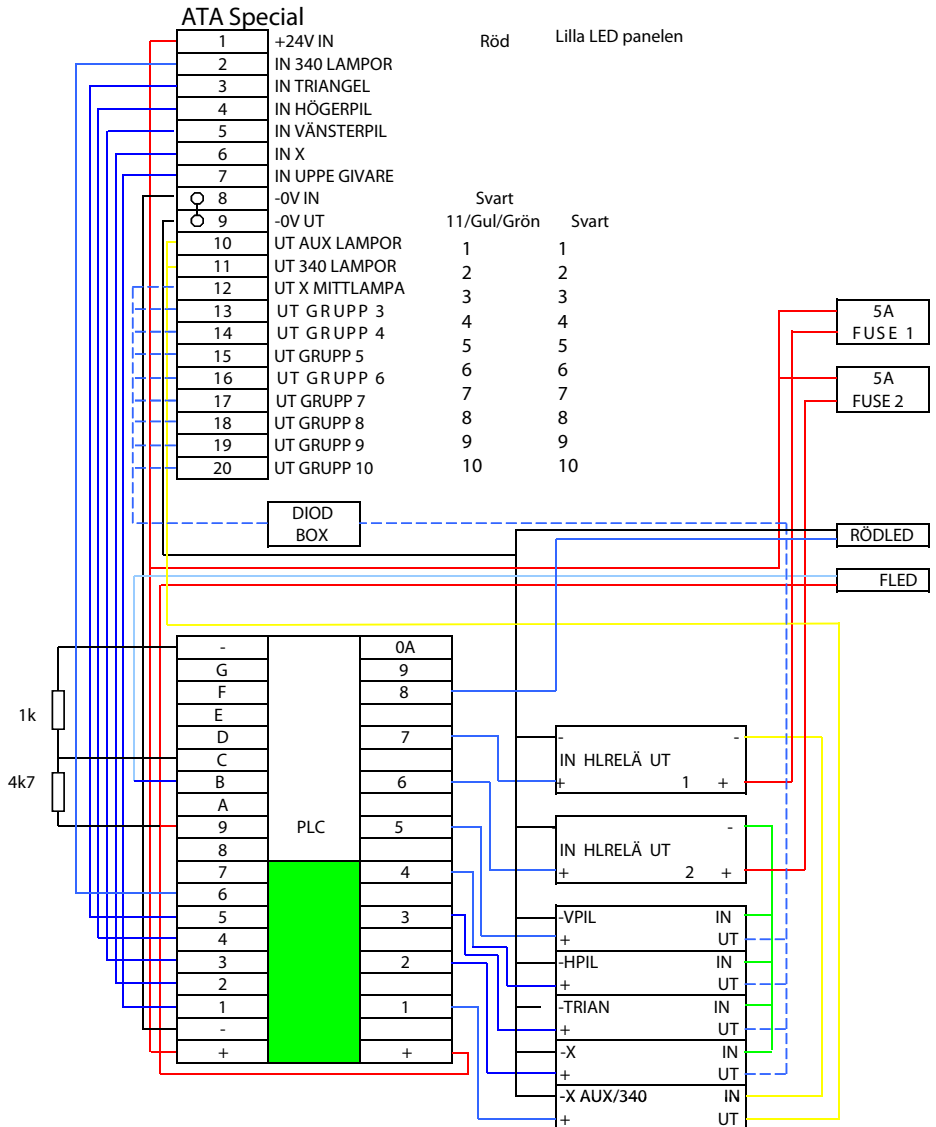 ATA Special
1 +24V IN Röd Lilla LED panelen
2 IN 340 LAMPOR
3 IN TRIANGEL
4 IN HÖGERPIL
5 IN VÄNSTERPIL
6 IN X
7 IN UPPE GIVARE
8 -0V IN Svart
9 -0V UT 11/Gul/Grön Svart
10 UT AUX LAMPOR 1 1
11 UT 340 LAMPOR 2 2
12 UT X MITTLAMPA 3 3
13 UT GRUPP 3 4 4
14 UT GRUPP 4 5 5
15 UT GRUPP 5 6 6
16 UT GRUPP 6 7 7
17 UT GRUPP 7 8 8
18 UT GRUPP 8 9 9
19 UT GRUPP 9 10 10
20 UT GRUPP 10
5A
FUSE 1
5A
FUSE 2
DIOD
BOX
RÖDLED
FLED
- 0A
G 9
F 8
E
D 7
C
B 6
A
9 PLC 5
8
7 4
6
5 3
4
3 2
2
1 1
-
+ +
1k
4k7
- -
IN HLRELÄ UT
+ 1 +
-
IN HLRELÄ UT
+ 2 +
-VPIL IN
+ UT
-HPIL IN
+ UT
-TRIAN IN
+ UT
-X IN
+ UT
-X AUX/340 IN
+ UT